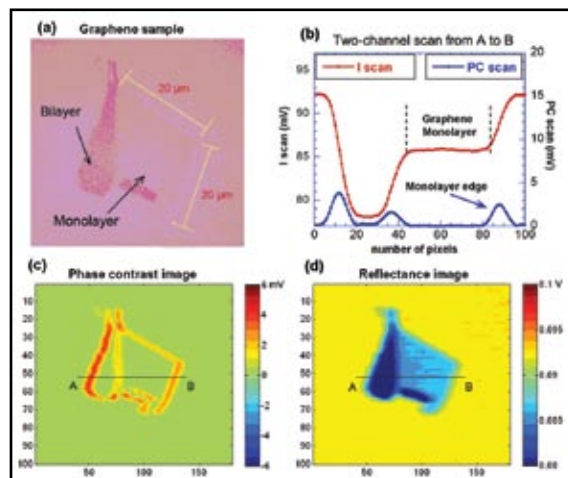 (a)
Graphene sample
20 µm
Bilayer
20 µm
Monolayer
(b)
Two-channel scan from A to B
I scan
PC scan
95
90
85
80
I scan (mV)
20
15
10
5
0
PC scan (mV)
Graphene
Monolayer
Monolayer edge
0 20 40 60 80 100
number of pixels
(c)
Phase contrast image
10
20
30
40
50
60
70
80
90
100
50 100 150
A B
6 mV
4
2
0
-2
-4
-6
(d)
Reflectance image
10
20
30
40
50
60
70
80
90
100
50 100 150
A B
0.1 V
0.095
0.09
0.085
0.08